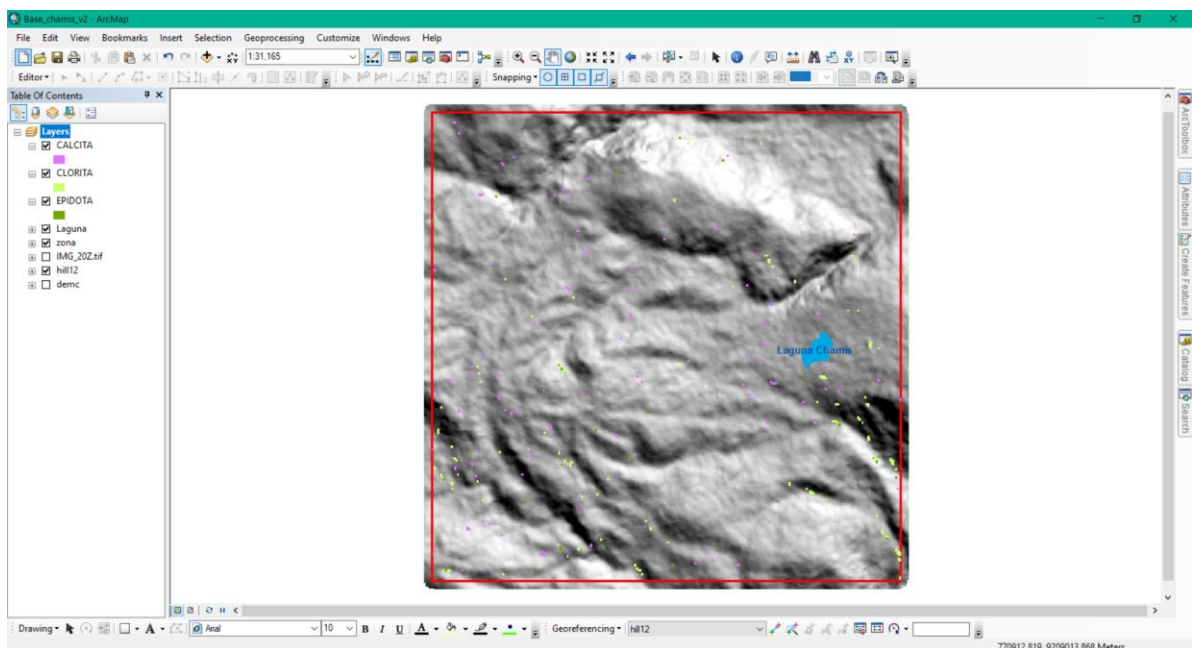 Base_chamis_v2 - ArcMap
File Edit View Bookmarks Insert Selection Geoprocessing Customize Windows Help
1:31.165
Editor
Snapping
Table Of Contents
Layers
CALCITA
CLORITA
EPIDOTA
Laguna
zona
IMG_20Z.tif
hill12
demc
Laguna Chamis
ArcToolbox
Attributes
Create Features
Catalog
Search
Drawing A Arial 10 B I U A Georeferencing hill12
770912,819 9209013,868 Meters